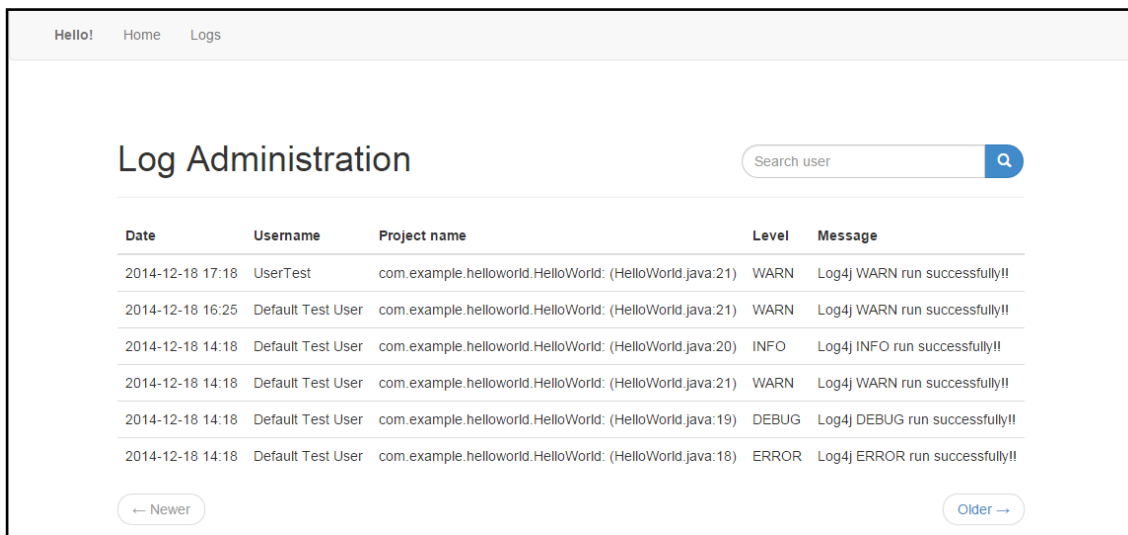 Hello! Home Logs
Log Administration
Search user
Date Username Project name Level Message
2014-12-18 17:18 UserTest com.example.helloworld.HelloWorld: (HelloWorld.java:21) WARN Log4j WARN run successfully!!
2014-12-18 16:25 Default Test User com.example.helloworld.HelloWorld: (HelloWorld.java:21) WARN Log4j WARN run successfully!!
2014-12-18 14:18 Default Test User com.example.helloworld.HelloWorld: (HelloWorld.java:20) INFO Log4j INFO run successfully!!
2014-12-18 14:18 Default Test User com.example.helloworld.HelloWorld: (HelloWorld.java:21) WARN Log4j WARN run successfully!!
2014-12-18 14:18 Default Test User com.example.helloworld.HelloWorld: (HelloWorld.java:19) DEBUG Log4j DEBUG run successfully!!
2014-12-18 14:18 Default Test User com.example.helloworld.HelloWorld: (HelloWorld.java:18) ERROR Log4j ERROR run successfully!!
← Newer Older →